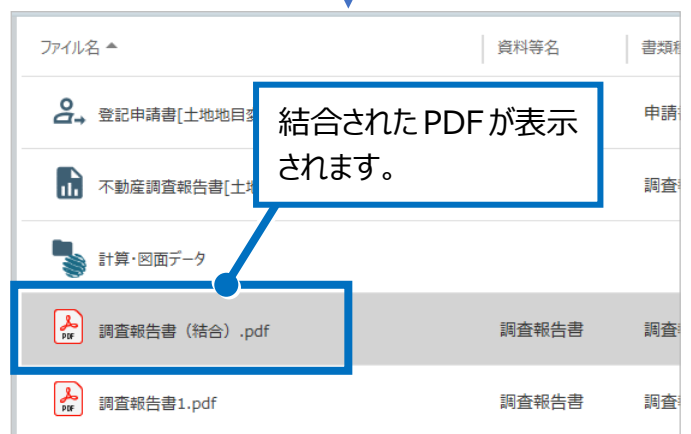 ファイル名 資料等名 書類
登記申請書[土地地目 申請
結合されたPDFが表示
されます。
不動産調査報告書[土 調査
計算・図面データ
PDF 調査報告書（結合）.pdf 調査報告書 調査
PDF 調査報告書1.pdf 調査報告書 調査